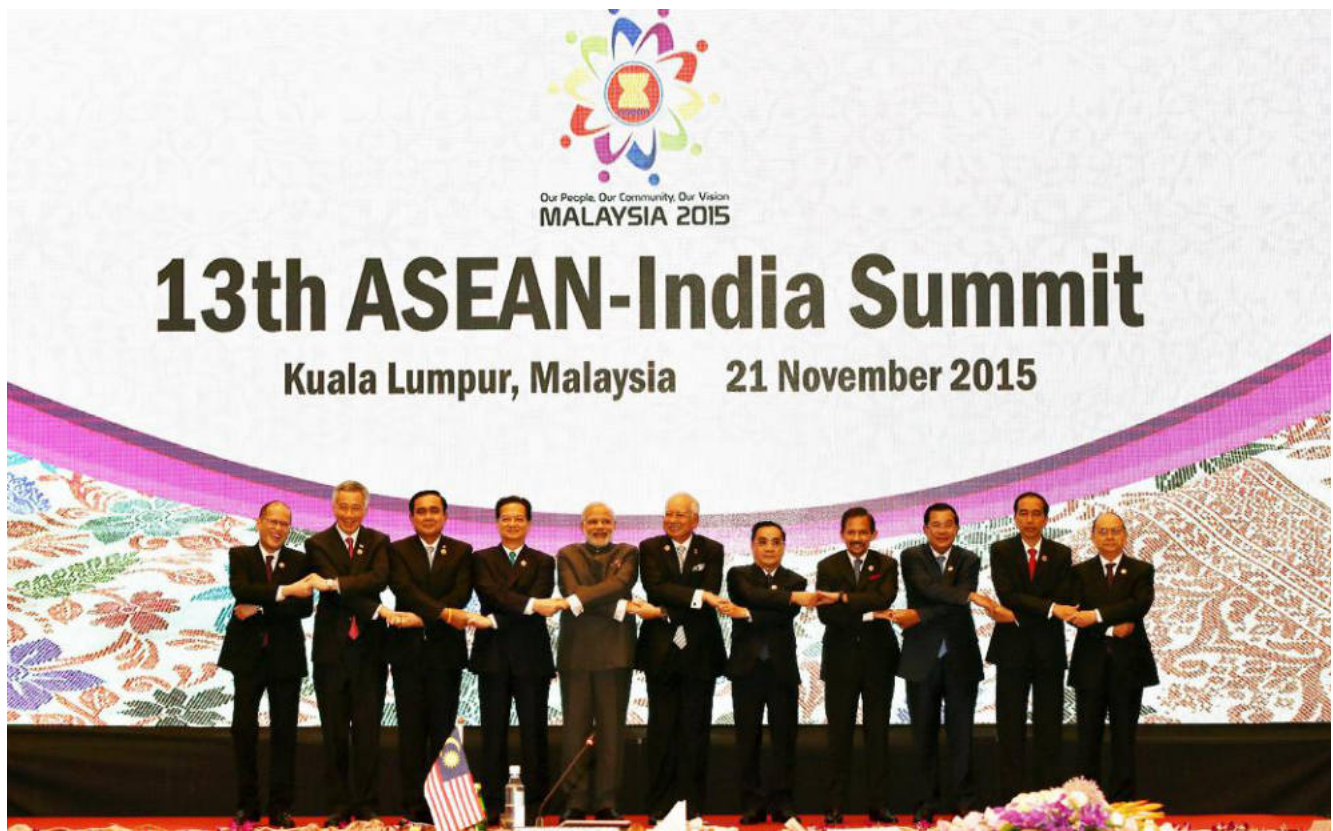 Our People, Our Community, Our Vision
MALAYSIA 2015
13th ASEAN-India Summit
Kuala Lumpur, Malaysia 21 November 2015